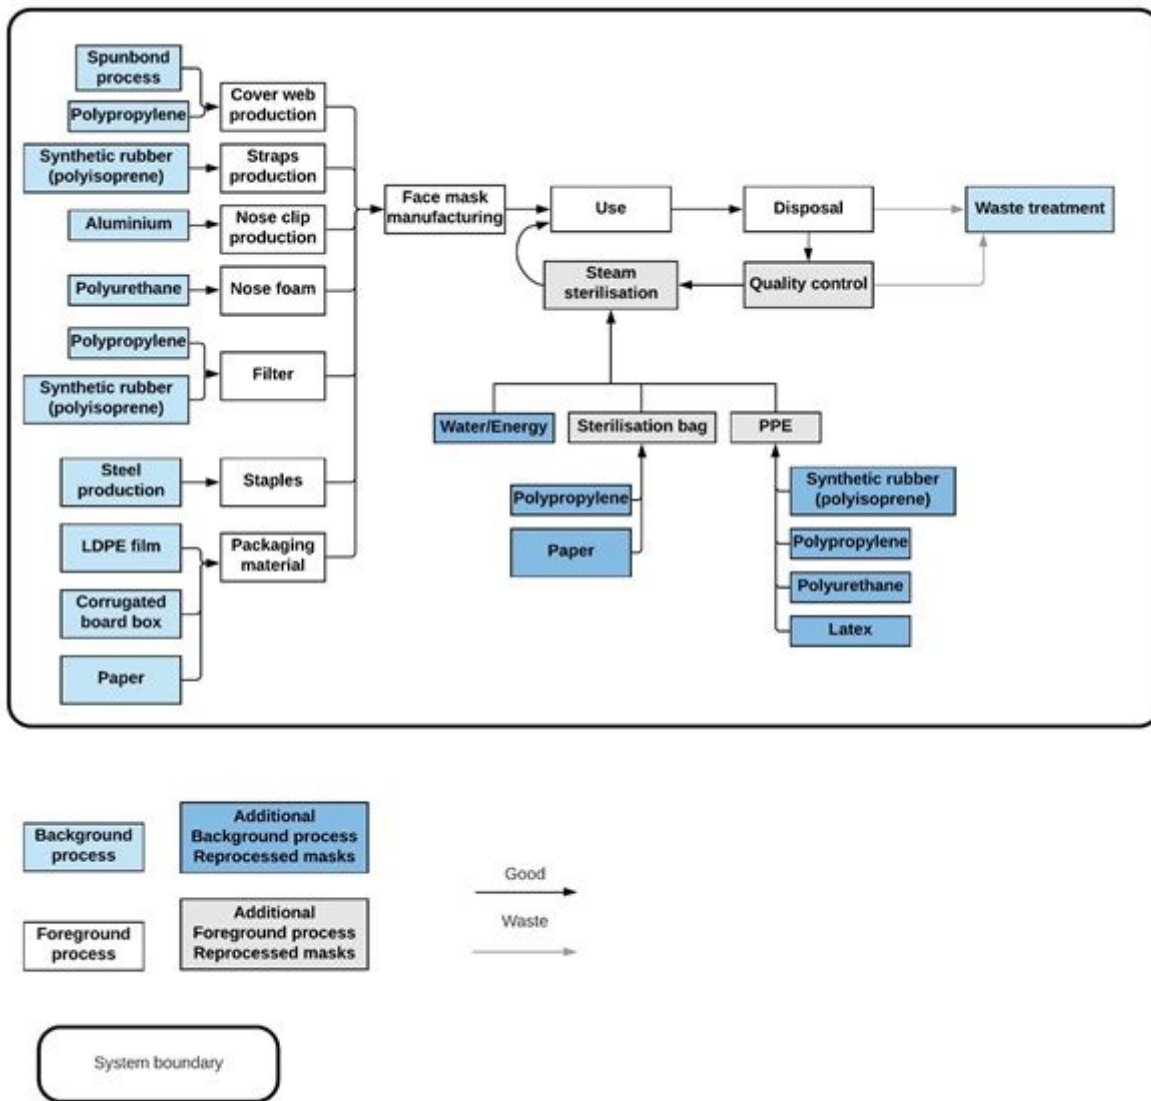 Spunbond
process
Polypropylene
Cover web
production
Synthetic rubber
(polyisoprene)
Straps
production
Aluminium
Nose clip
production
Polyurethane
Nose foam
Polypropylene
Synthetic rubber
(polyisoprene)
Filter
Steel
production
Staples
LDPE film
Packaging
material
Corrugated
board box
Paper
Face mask
manufacturing
Use
Disposal
Waste treatment
Steam
sterilisation
Quality control
Water/Energy
Sterilisation bag
PPE
Polypropylene
Paper
Synthetic rubber
(polyisoprene)
Polypropylene
Polyurethane
Latex
Background
process
Additional
Background process
Reprocessed masks
Good
Waste
Foreground
process
Additional
Foreground process
Reprocessed masks
System boundary